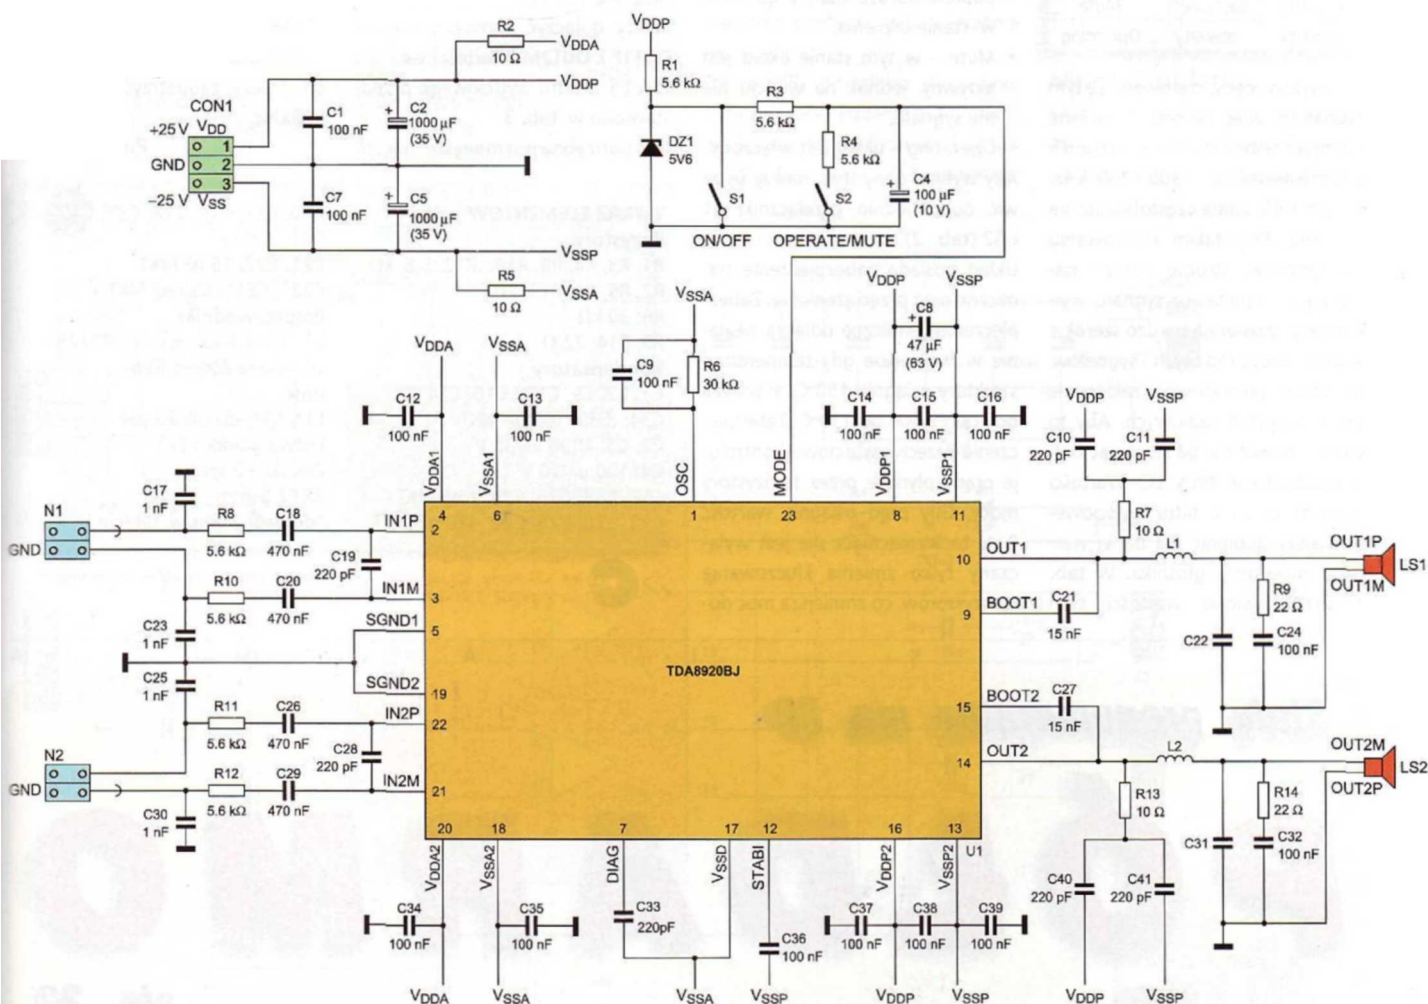 R2
10 Ω
VDDA
VDDP
CON1
+25 V VDD
1
GND
2
3
−25 V VSS
C1
100 nF
C2
1000 µF
(35 V)
C7
100 nF
C5
1000 µF
(35 V)
VSSP
R5
10 Ω
VSSA
VDDP
R1
5.6 kΩ
R3
5.6 kΩ
R4
5.6 kΩ
DZ1
5V6
S1
S2
C4
100 µF
(10 V)
ON/OFF
OPERATE/MUTE
VDDA
VSSA
VSSA
VDDP
VSSP
C8
47 µF
(63 V)
C9
100 nF
R6
30 kΩ
C12
100 nF
C13
100 nF
C14
100 nF
C15
100 nF
C16
100 nF
VDDP
VSSP
C10
220 pF
C11
220 pF
VDDA1
VSSA1
OSC
MODE
VDDP1
VSSP1
4
6
1
23
8
11
N1
GND
C17
1 nF
R8
5.6 kΩ
C18
470 nF
IN1P
2
C19
220 pF
R10
5.6 kΩ
C20
470 nF
IN1M
3
SGND1
5
C23
1 nF
C25
1 nF
SGND2
19
R11
5.6 kΩ
C26
470 nF
IN2P
22
C28
220 pF
N2
GND
R12
5.6 kΩ
C29
470 nF
IN2M
21
C30
1 nF
TDA8920BJ
OUT1
10
BOOT1
9
C21
15 nF
R7
10 Ω
L1
OUT1P
LS1
OUT1M
R9
22 Ω
C22
C24
100 nF
BOOT2
15
C27
15 nF
OUT2
14
L2
OUT2M
LS2
OUT2P
R13
10 Ω
R14
22 Ω
C31
C32
100 nF
20
18
7
17
12
16
13
U1
VDDA2
VSSA2
DIAG
VSSD
STABI
VDDP2
VSSP2
C34
100 nF
C35
100 nF
C33
220pF
C36
100 nF
C37
100 nF
C38
100 nF
C39
100 nF
C40
220 pF
C41
220 pF
VDDA
VSSA
VSSA
VSSP
VDDP
VSSP
VDDP
VSSP